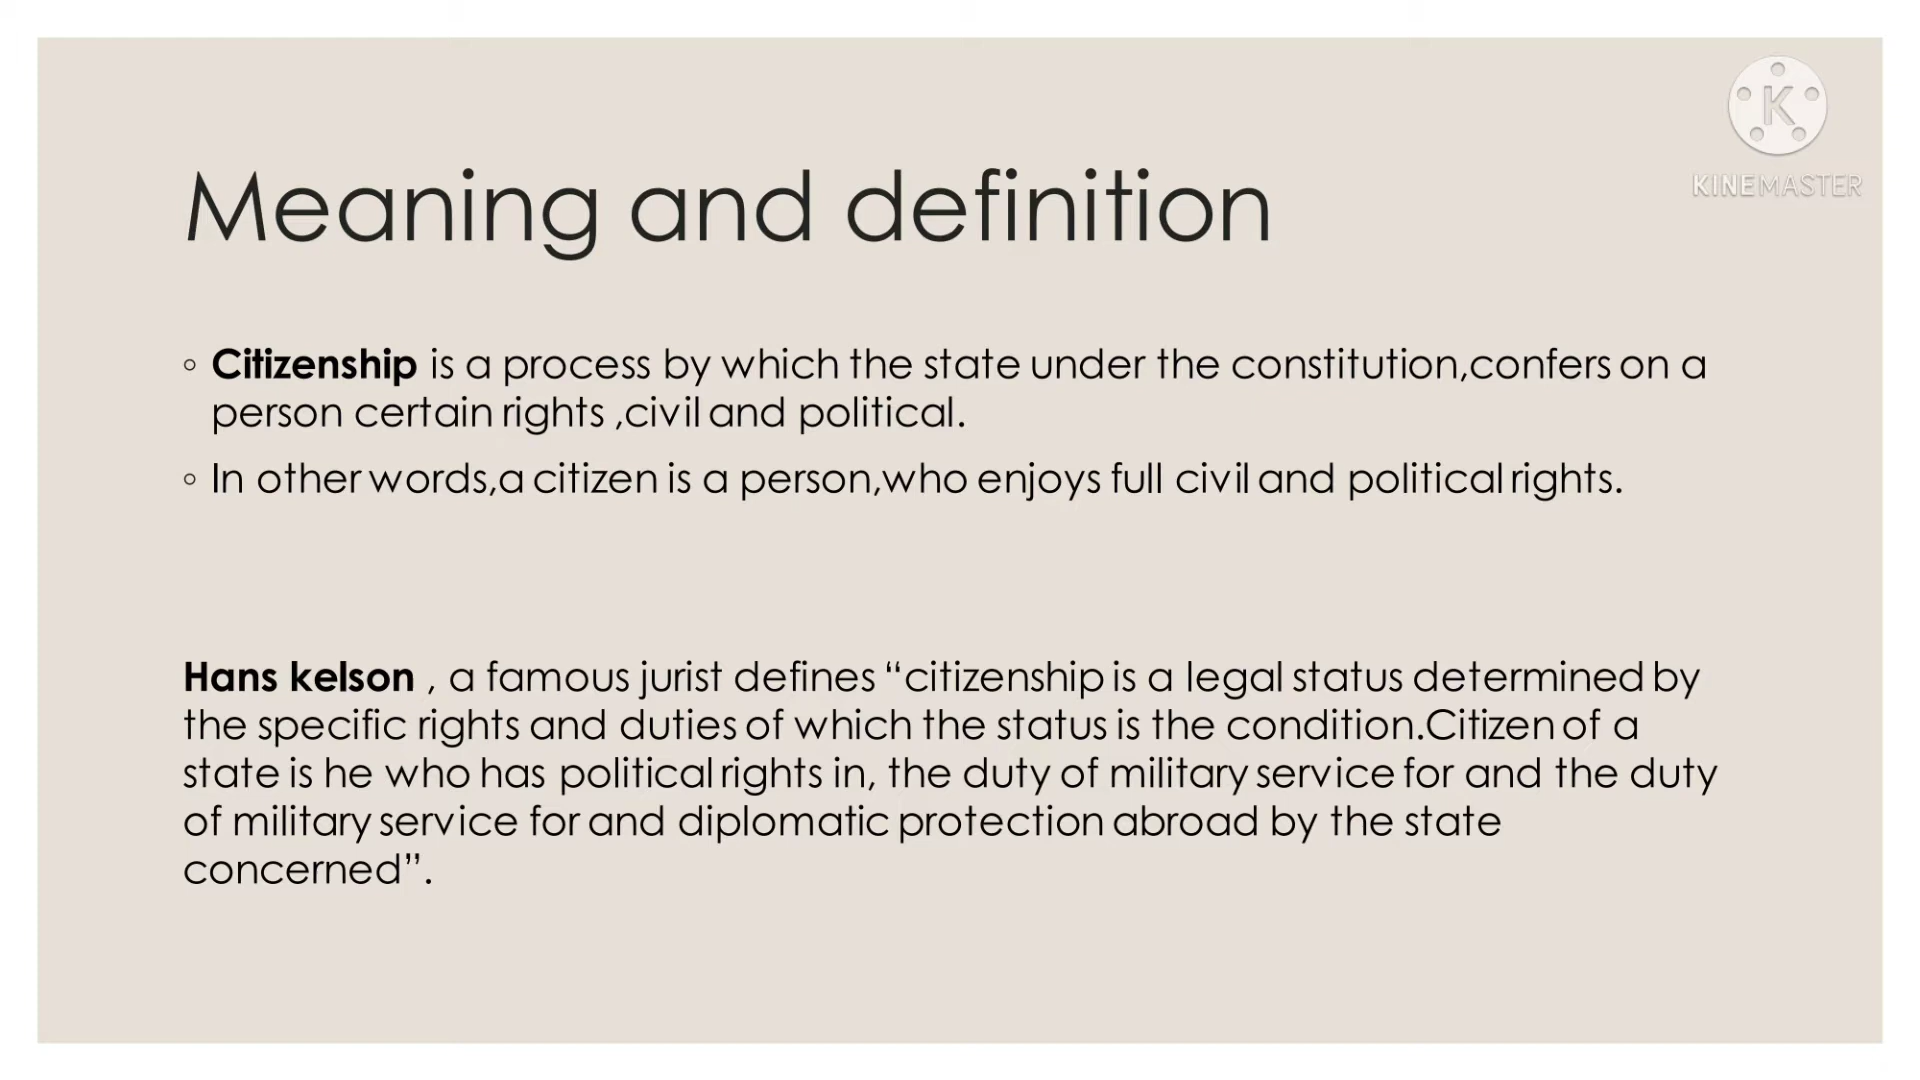 K
KINEMASTER
Meaning and definition
◦ Citizenship is a process by which the state under the constitution,confers on a
person certain rights ,civil and political.
◦ In other words,a citizen is a person,who enjoys full civil and political rights.
Hans kelson , a famous jurist defines “citizenship is a legal status determined by
the specific rights and duties of which the status is the condition.Citizen of a
state is he who has political rights in, the duty of military service for and the duty
of military service for and diplomatic protection abroad by the state
concerned”.